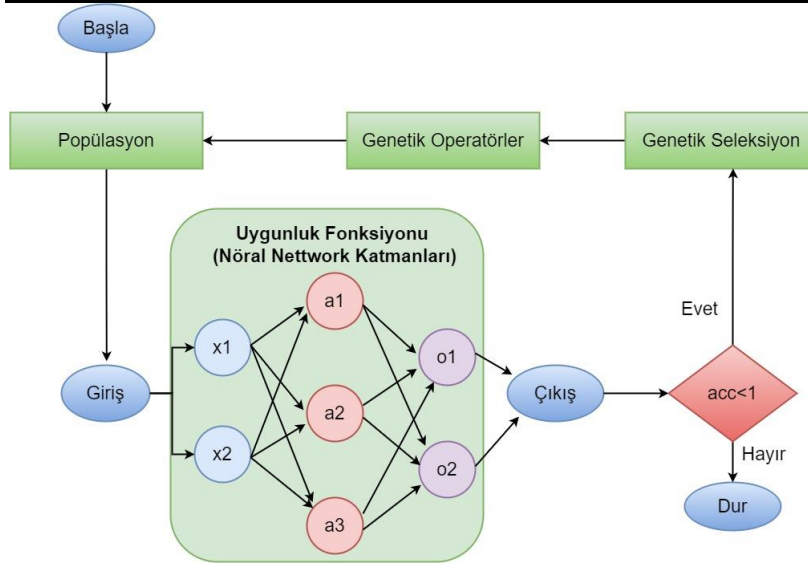 Başla
Popülasyon
Genetik Operatörler
Genetik Seleksiyon
Uygunluk Fonksiyonu
(Nöral Nettwork Katmanları)
a1
Evet
x1
o1
Giriş
a2
Çıkış
acc<1
x2
o2
Hayır
a3
Dur